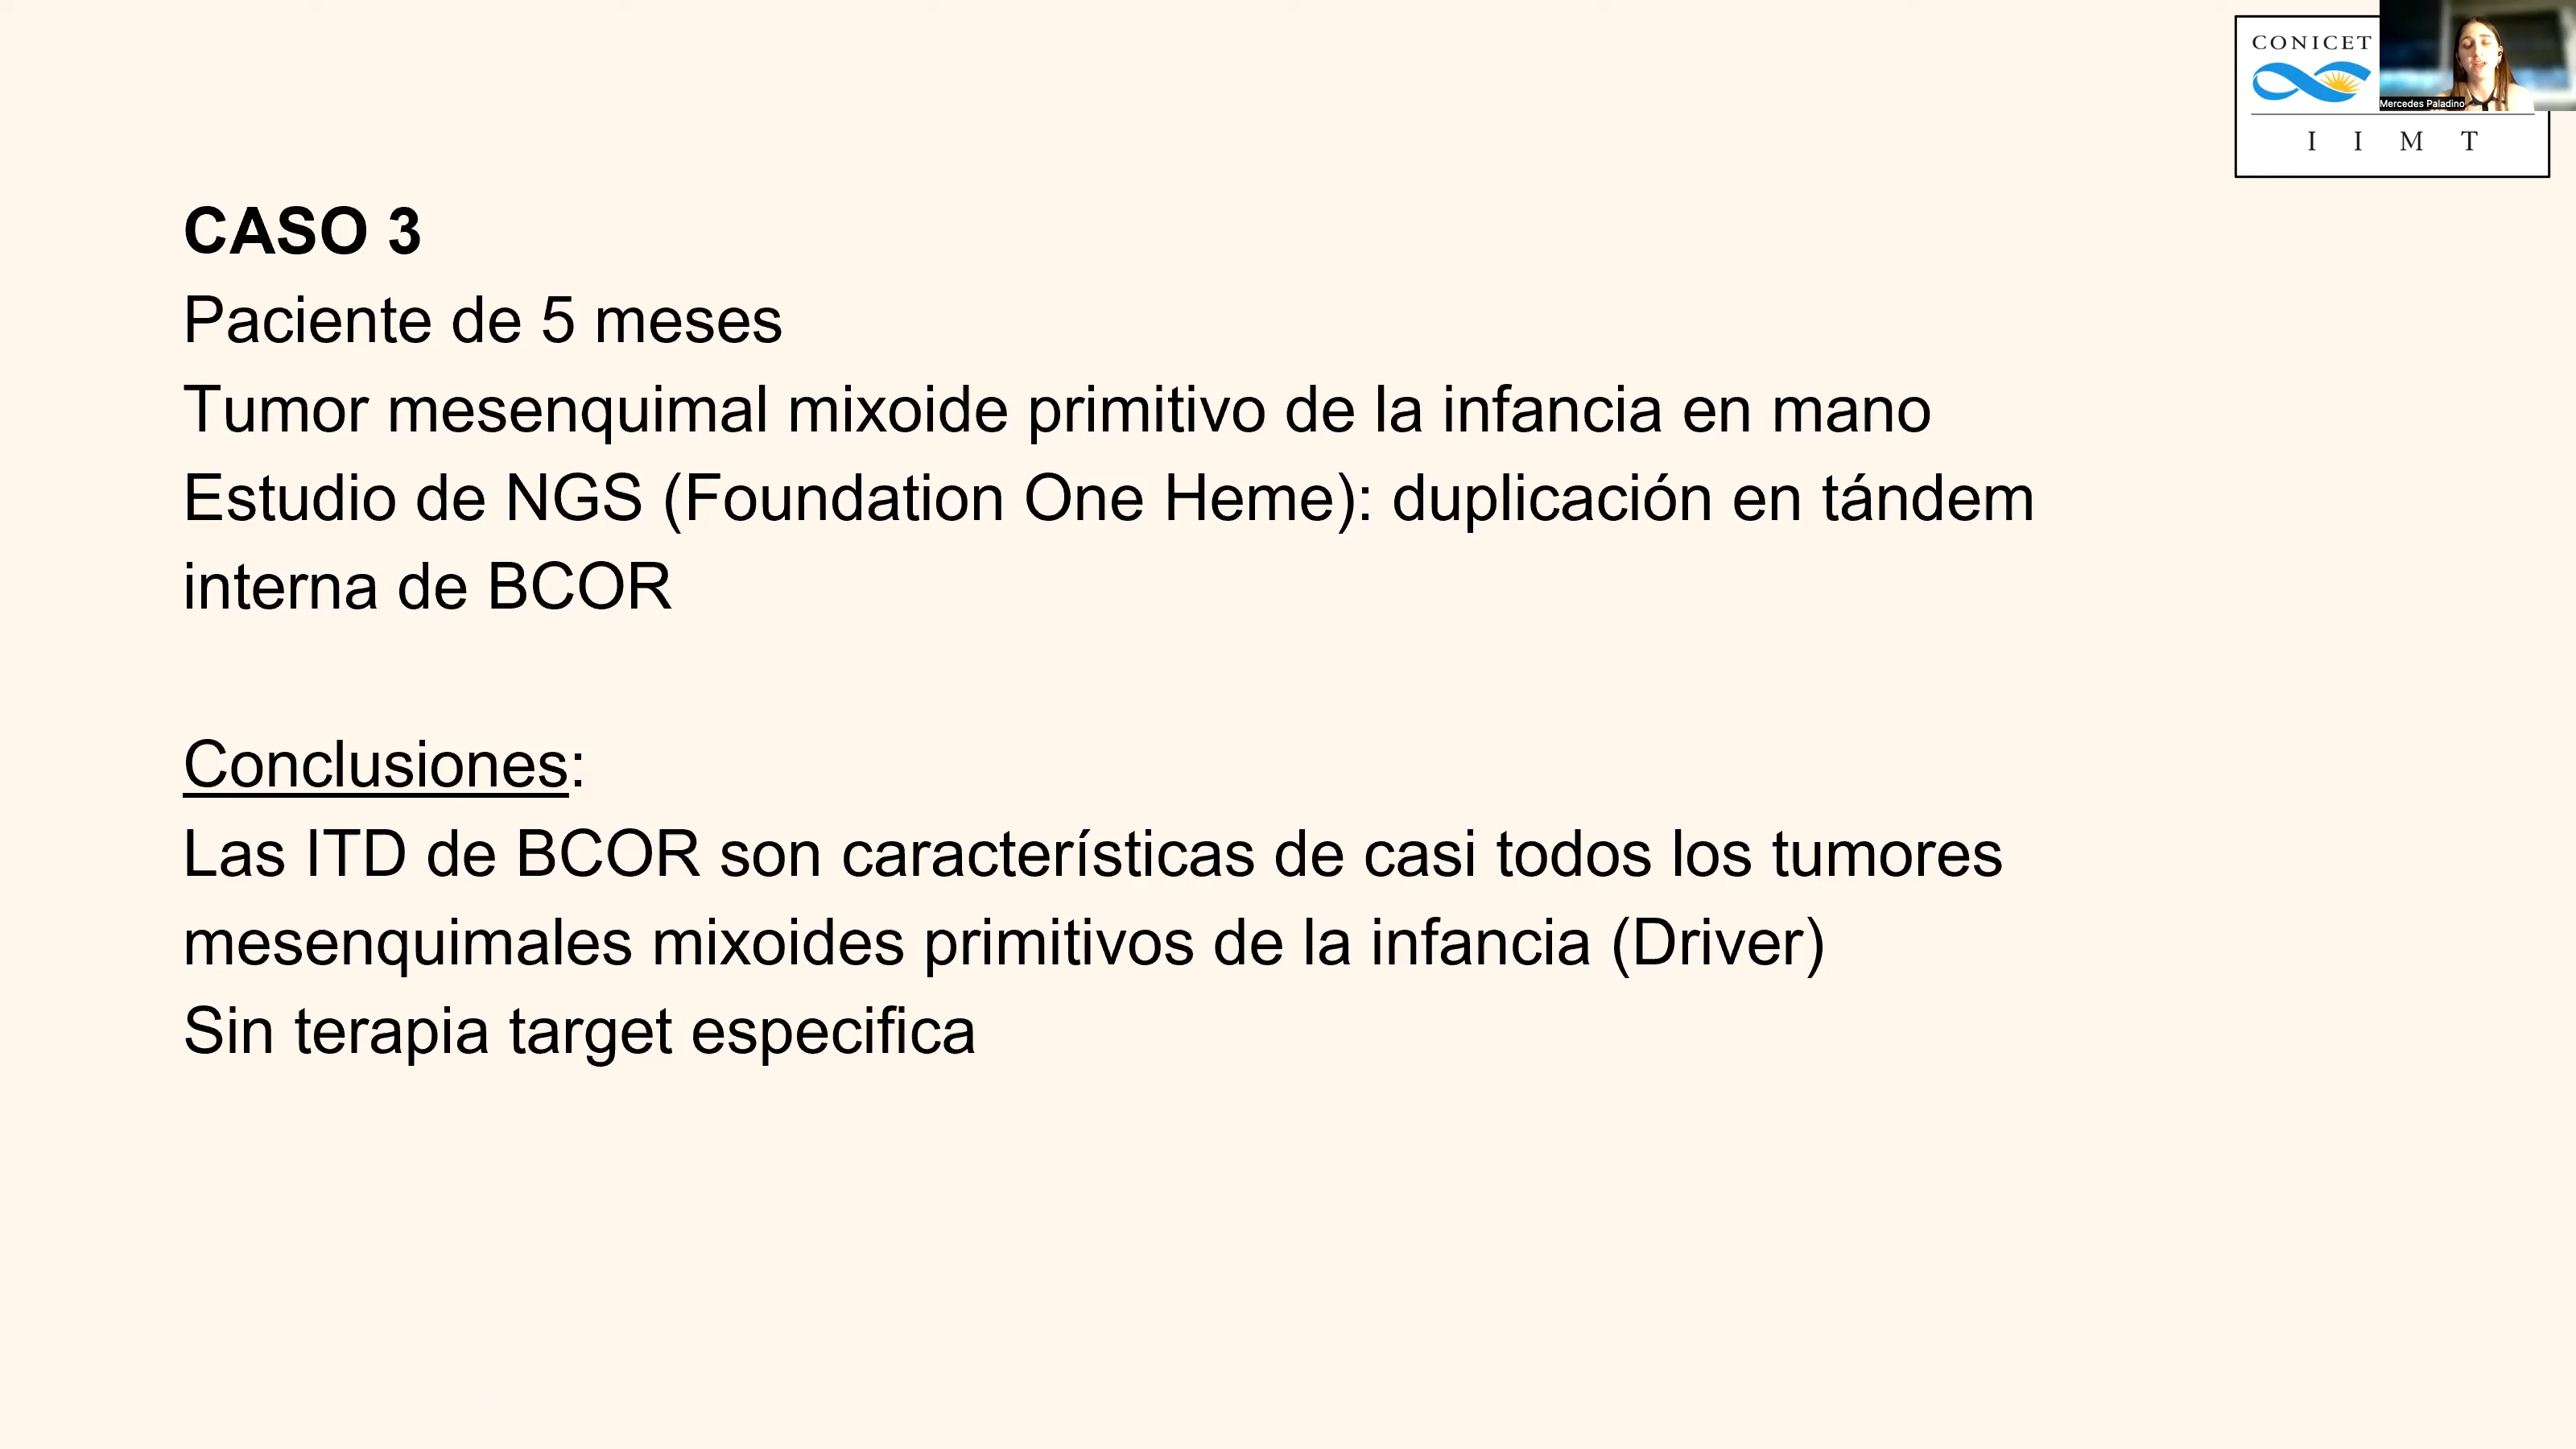 CONICET
Mercedes Paladino
I I M T
CASO 3
Paciente de 5 meses
Tumor mesenquimal mixoide primitivo de la infancia en mano
Estudio de NGS (Foundation One Heme): duplicación en tándem
interna de BCOR
Conclusiones:
Las ITD de BCOR son características de casi todos los tumores
mesenquimales mixoides primitivos de la infancia (Driver)
Sin terapia target especifica